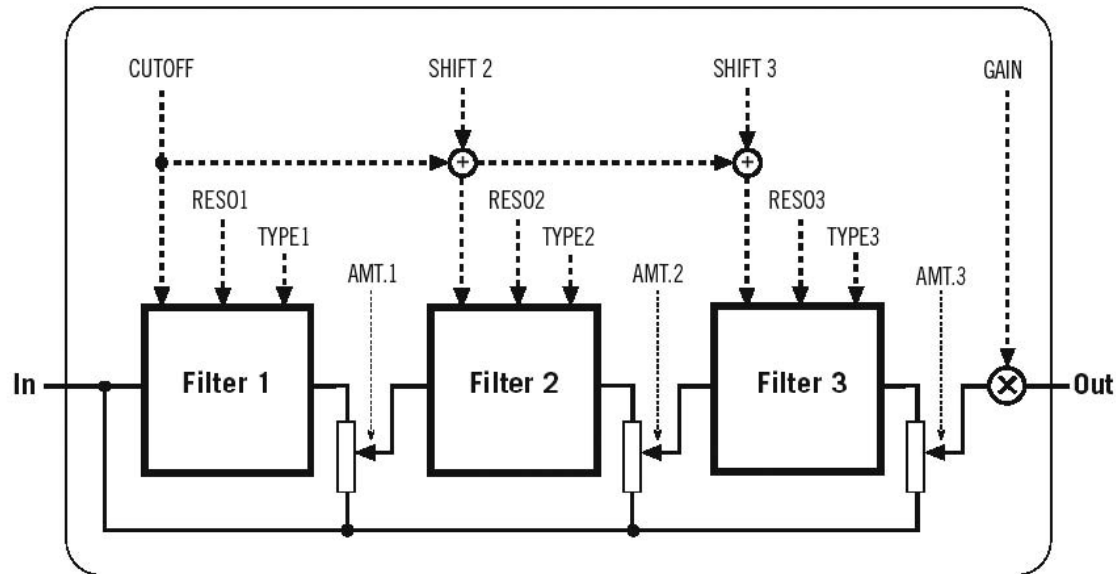 CUTOFF
SHIFT 2
SHIFT 3
GAIN
+
+
RESO1
RESO2
RESO3
TYPE1
TYPE2
TYPE3
AMT.1
AMT.2
AMT.3
In
Filter 1
Filter 2
Filter 3
×
Out